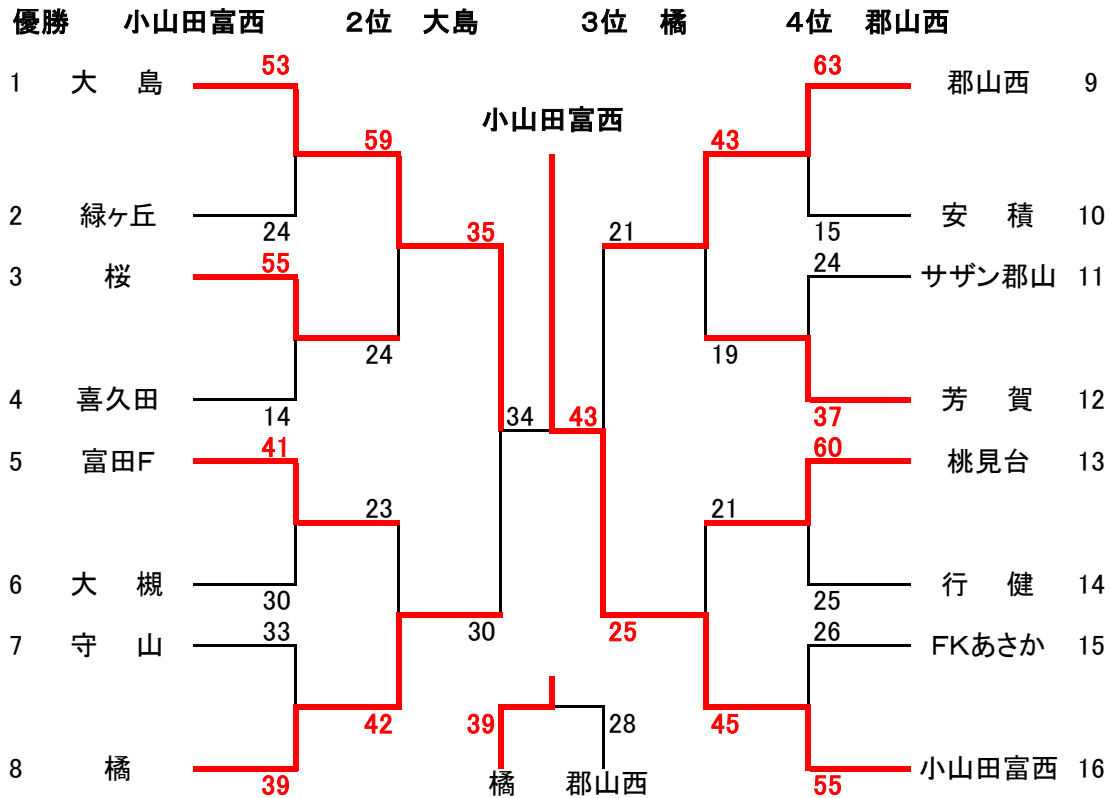 優勝 小山田富西 2位 大島 3位 橘 4位 郡山西
53 63
1 大 島 郡山西 9
小山田富西
59 43
2 緑ヶ丘 安 積 10
24 35 21 15
55 24
3 桜 サザン郡山 11
24 19
4 喜久田 芳 賀 12
14 34 43 37
41 60
5 富田F 桃見台 13
23 21
6 大 槻 行 健 14
30 25
33 30 25 26
7 守 山 FKあさか 15
42 39 28 45
8 橘 小山田富西 16
39 橘 郡山西 55